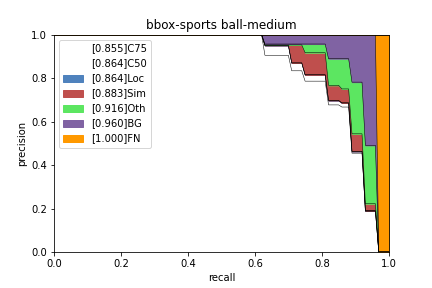 bbox-sports ball-medium
[0.855]C75
[0.864]C50
[0.864]Loc
[0.883]Sim
[0.916]Oth
[0.960]BG
[1.000]FN
1.0
0.8
0.6
0.4
0.2
0.0
precision
0.0 0.2 0.4 0.6 0.8 1.0
recall